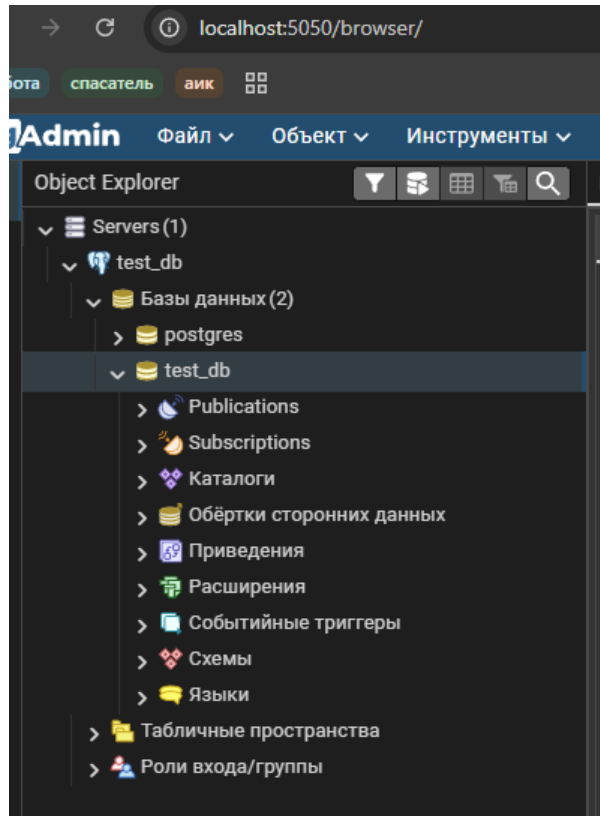 localhost:5050/browser/
бота спасатель аик
Admin Файл Объект Инструменты
Object Explorer
Servers (1)
test_db
Базы данных (2)
postgres
test_db
Publications
Subscriptions
Каталоги
Обёртки сторонних данных
Приведения
Расширения
Событийные триггеры
Схемы
Языки
Табличные пространства
Роли входа/группы